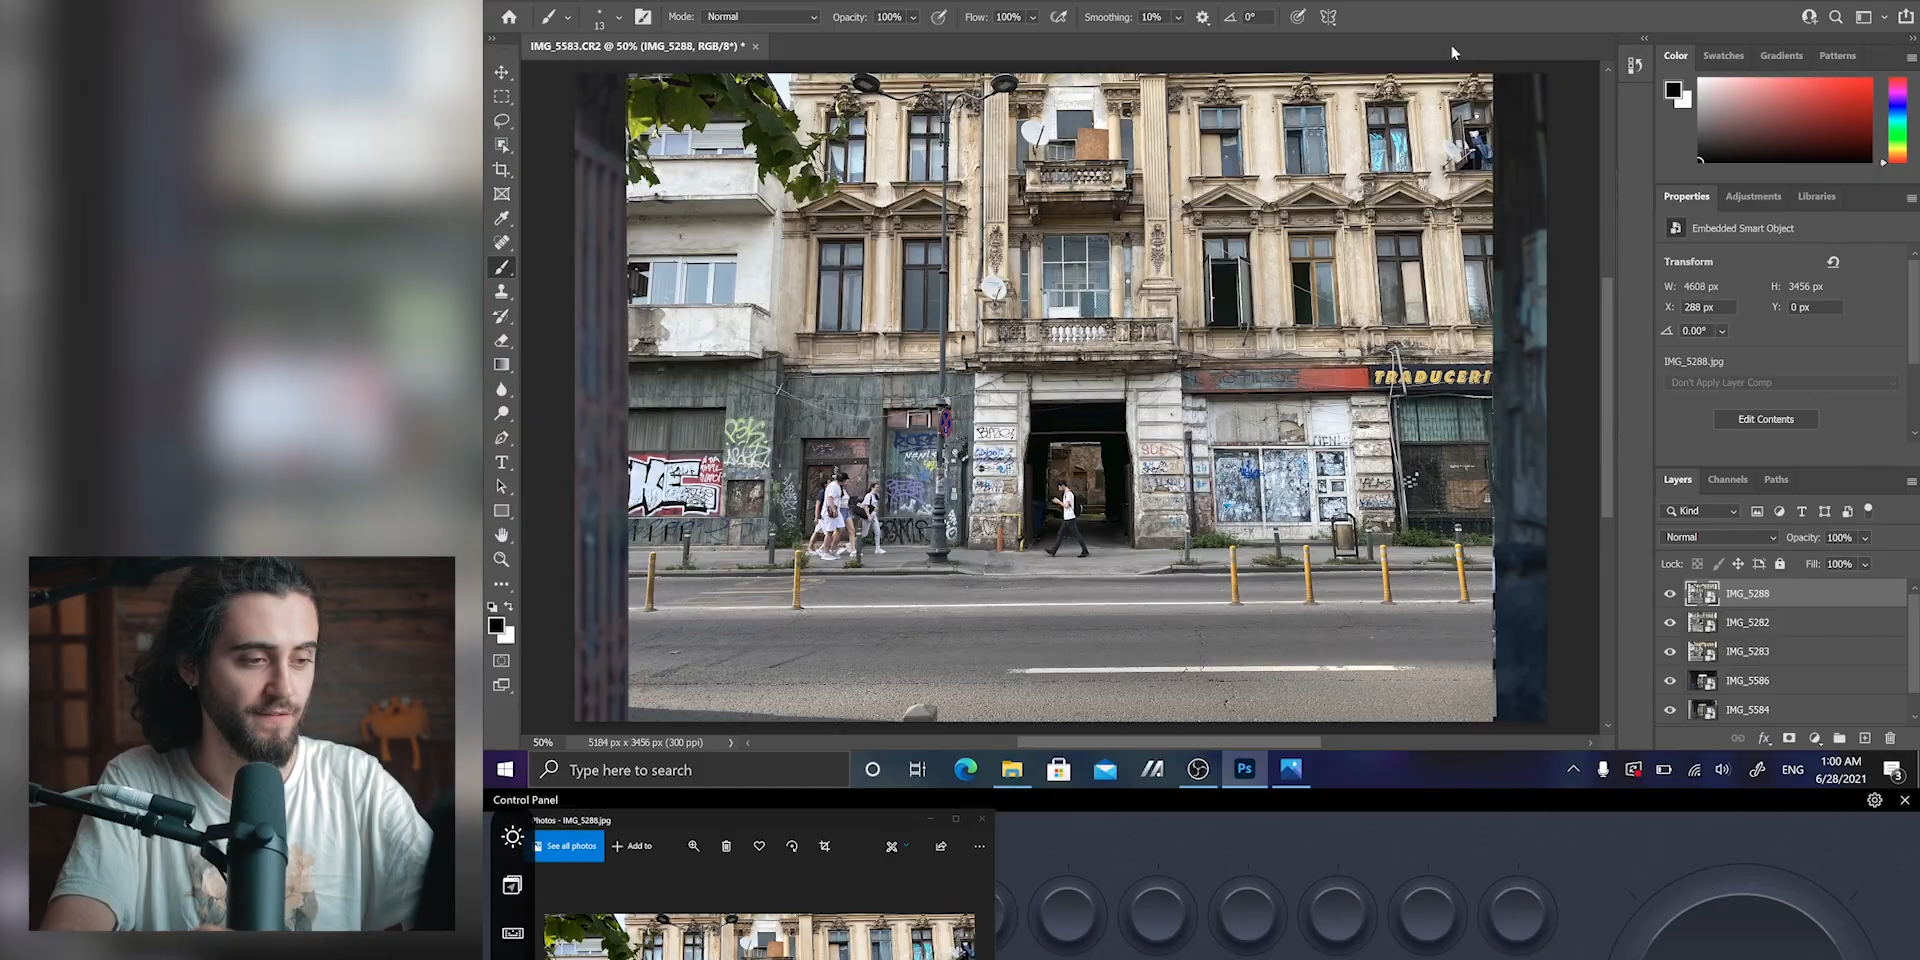 13
Mode:
Normal
Opacity: 100%
Flow: 100%
Smoothing: 10%
0°
IMG_5583.CR2 @ 50% (IMG_5288, RGB/8*) *
Color
Swatches
Gradients
Patterns
Properties
Adjustments
Libraries
Embedded Smart Object
Transform
W: 4608 px
H: 3456 px
X: 288 px
Y: 0 px
0.00°
IMG_5288.jpg
Don't Apply Layer Comp
Edit Contents
TRADUCERI
Layers
Channels
Paths
Kind
Normal
Opacity: 100%
Lock:
Fill: 100%
IMG_5288
IMG_5282
IMG_5283
IMG_5586
IMG_5584
50%
5184 px x 3456 px (300 ppi)
Type here to search
Ps
ENG
1:00 AM
6/28/2021
3
Control Panel
Photos - IMG_5288.jpg
See all photos
Add to